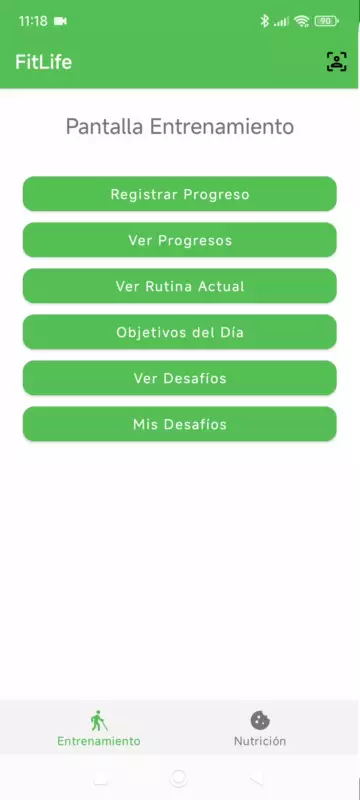 11:18
90
FitLife
Pantalla Entrenamiento
Registrar Progreso
Ver Progresos
Ver Rutina Actual
Objetivos del Día
Ver Desafíos
Mis Desafíos
Entrenamiento
Nutrición